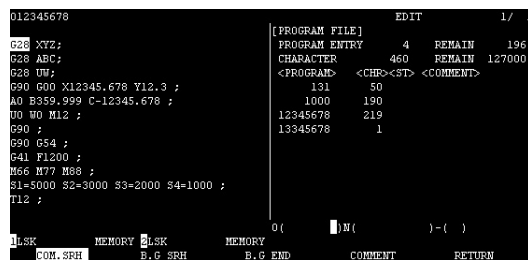 012345678 EDIT 1/
[PROGRAM FILE]
G28 XYZ; PROGRAM ENTRY 4 REMAIN 196
G28 ABC; CHARACTER 460 REMAIN 127000
G28 UW; <PROGRAM> <CHR><ST> <COMMENT>
G90 G00 X12345.678 Y12.3 ; 131 50
A0 B359.999 C-12345.678 ; 1000 190
U0 W0 M12 ; 12345678 219
G90 ; 13345678 1
G90 G54 ;
G41 F1200 ;
M66 M77 M88 ;
S1=5000 S2=3000 S3=2000 S4=1000 ;
T12 ;
O( )N( )-( )
1LSK MEMORY 2LSK MEMORY
COM.SRH B.G SRH B.G END COMMENT RETURN